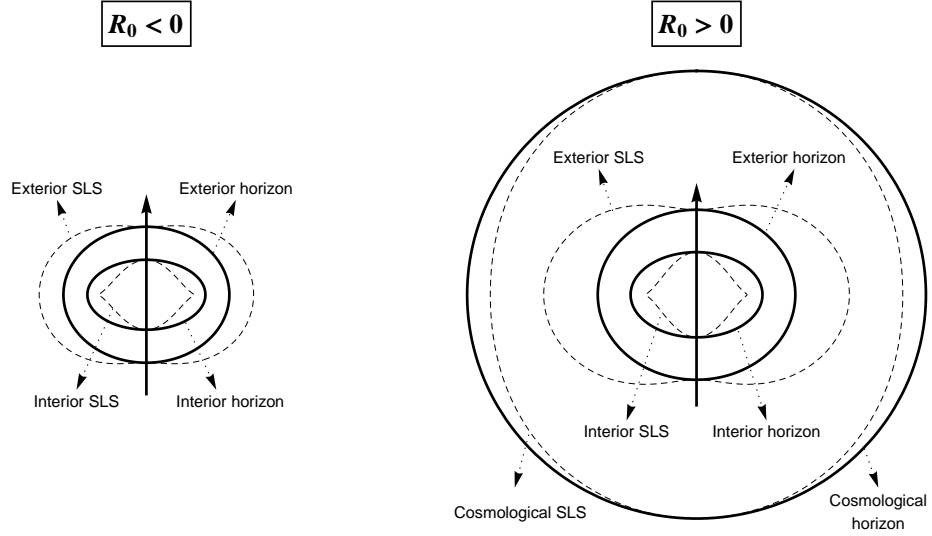 R₀ < 0
Exterior SLS
Exterior horizon
Interior SLS
Interior horizon
R₀ > 0
Exterior SLS
Exterior horizon
Interior SLS
Interior horizon
Cosmological SLS
Cosmological
horizon